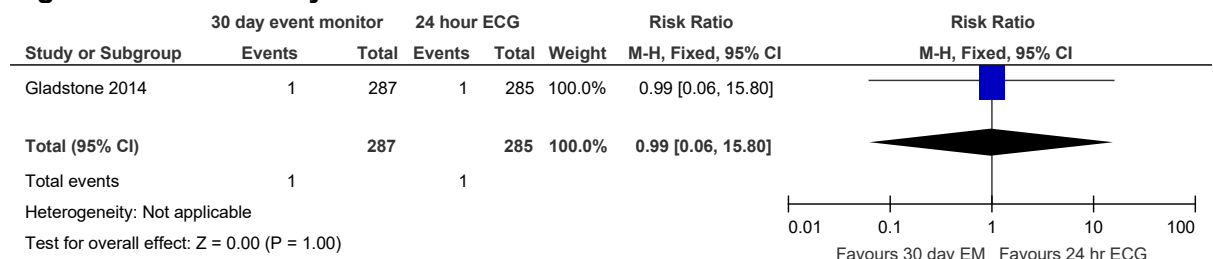 30 day event monitor 24 hour ECG Risk Ratio Risk Ratio
Study or Subgroup Events Total Events Total Weight M-H, Fixed, 95% CI M-H, Fixed, 95% CI
Gladstone 2014 1 287 1 285 100.0% 0.99 [0.06, 15.80]
Total (95% CI) 287 285 100.0% 0.99 [0.06, 15.80]
Total events 1 1
Heterogeneity: Not applicable
Test for overall effect: Z = 0.00 (P = 1.00)
0.01 0.1 1 10 100
Favours 30 day EM Favours 24 hr ECG